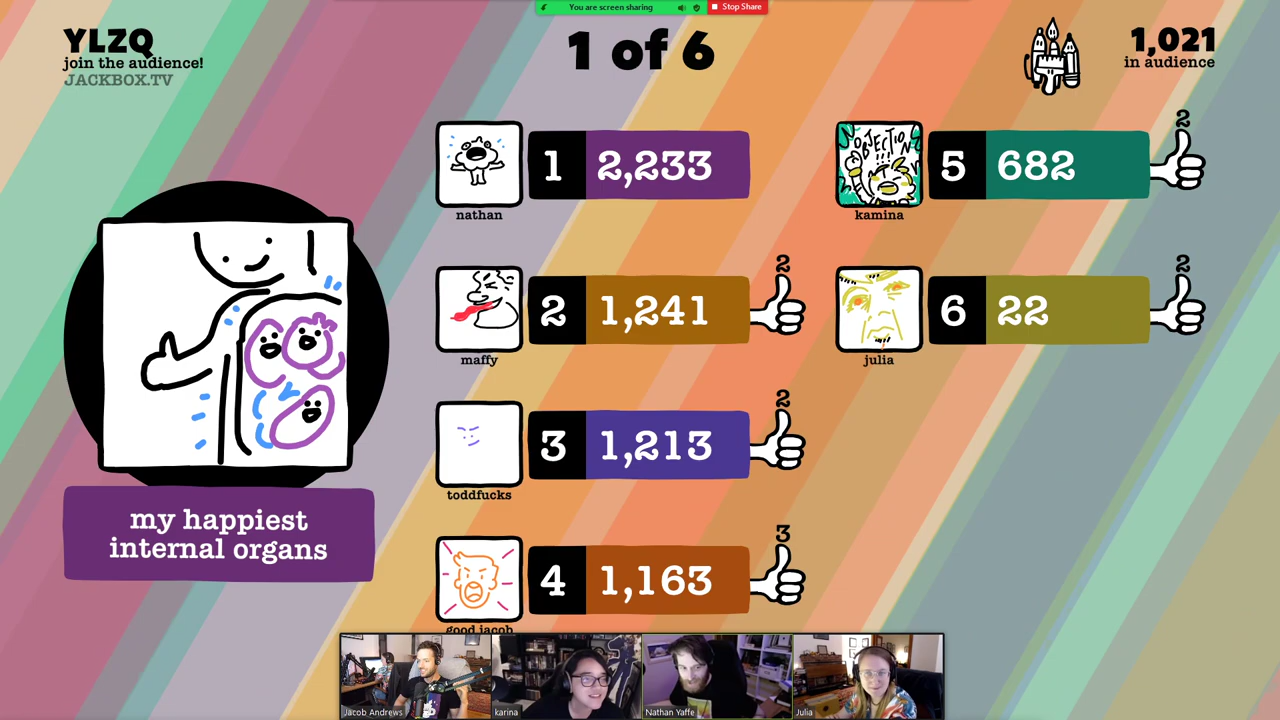 You are screen sharing
Stop Share
YLZQ
join the audience!
JACKBOX.TV
1 of 6
1,021
in audience
nathan
1 2,233
maffy
2 1,241
2
toddfucks
3 1,213
2
good jacob
4 1,163
3
OBJECTION!!!
kamina
5 682
2
julia
6 22
2
my happiest
internal organs
Jacob Andrews
karina
Nathan Yaffe
Julia